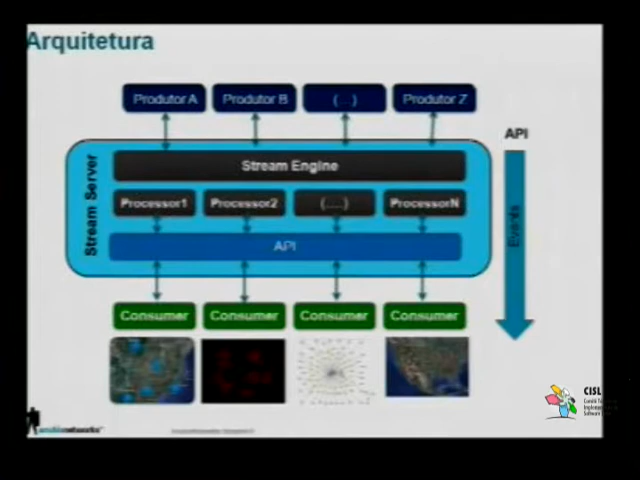 Arquitetura
Produtor A
Produtor B
(...)
Produtor Z
API
Stream Server
Stream Engine
Processor1
Processor2
(....)
ProcessorN
Events
API
Consumer
Consumer
Consumer
Consumer
CISL